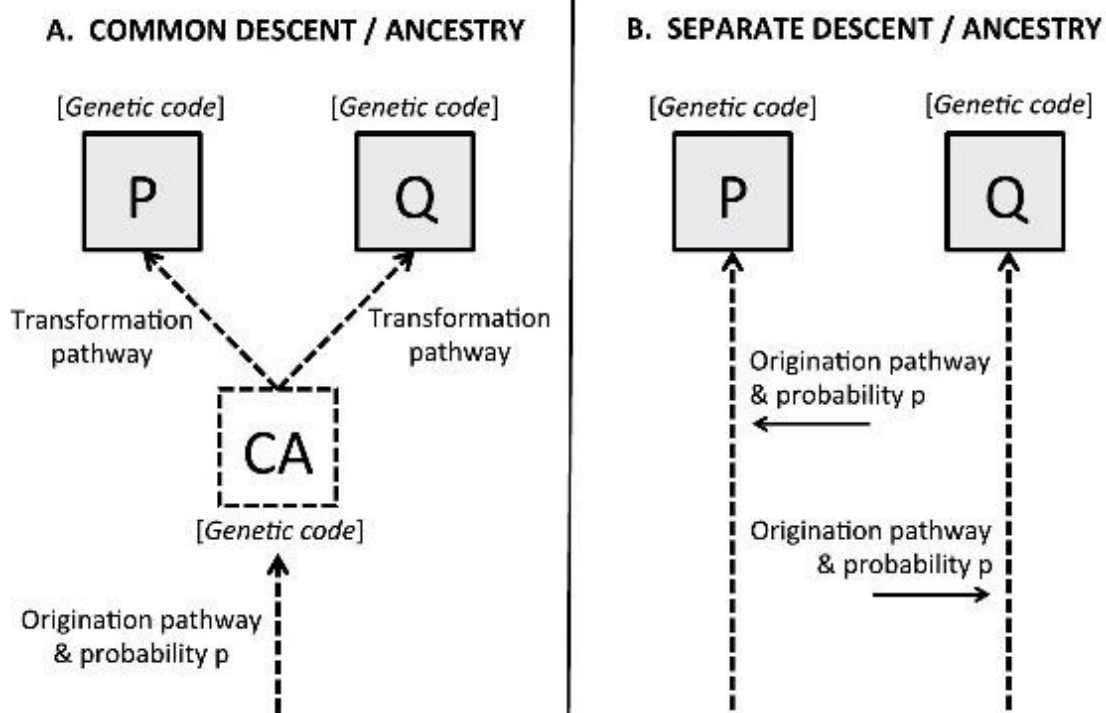 A. COMMON DESCENT / ANCESTRY
[Genetic code]
[Genetic code]
P
Q
Transformation
pathway
Transformation
pathway
CA
[Genetic code]
Origination pathway
& probability p
B. SEPARATE DESCENT / ANCESTRY
[Genetic code]
[Genetic code]
P
Q
Origination pathway
& probability p
Origination pathway
& probability p